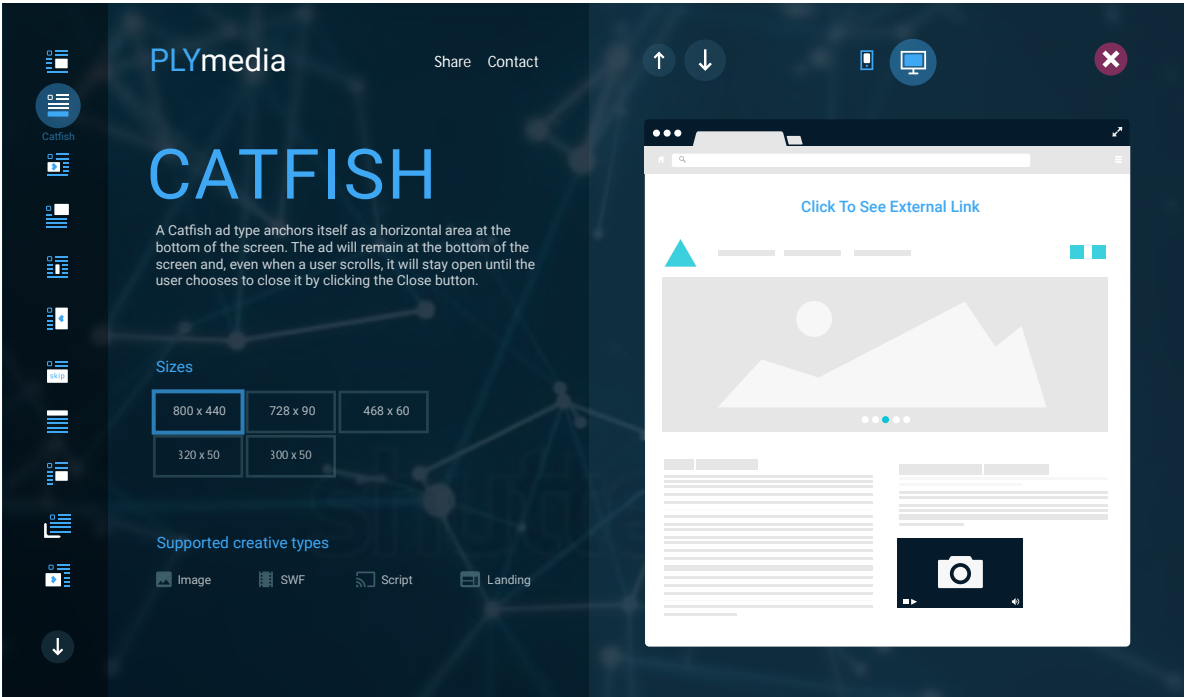 PLYmedia
Share Contact
Catfish
CATFISH
A Catfish ad type anchors itself as a horizontal area at the
bottom of the screen. The ad will remain at the bottom of the
screen and, even when a user scrolls, it will stay open until the
user chooses to close it by clicking the Close button.
Sizes
800 x 440 728 x 90 468 x 60
320 x 50 300 x 50
Supported creative types
Image SWF Script Landing
skip
Click To See External Link